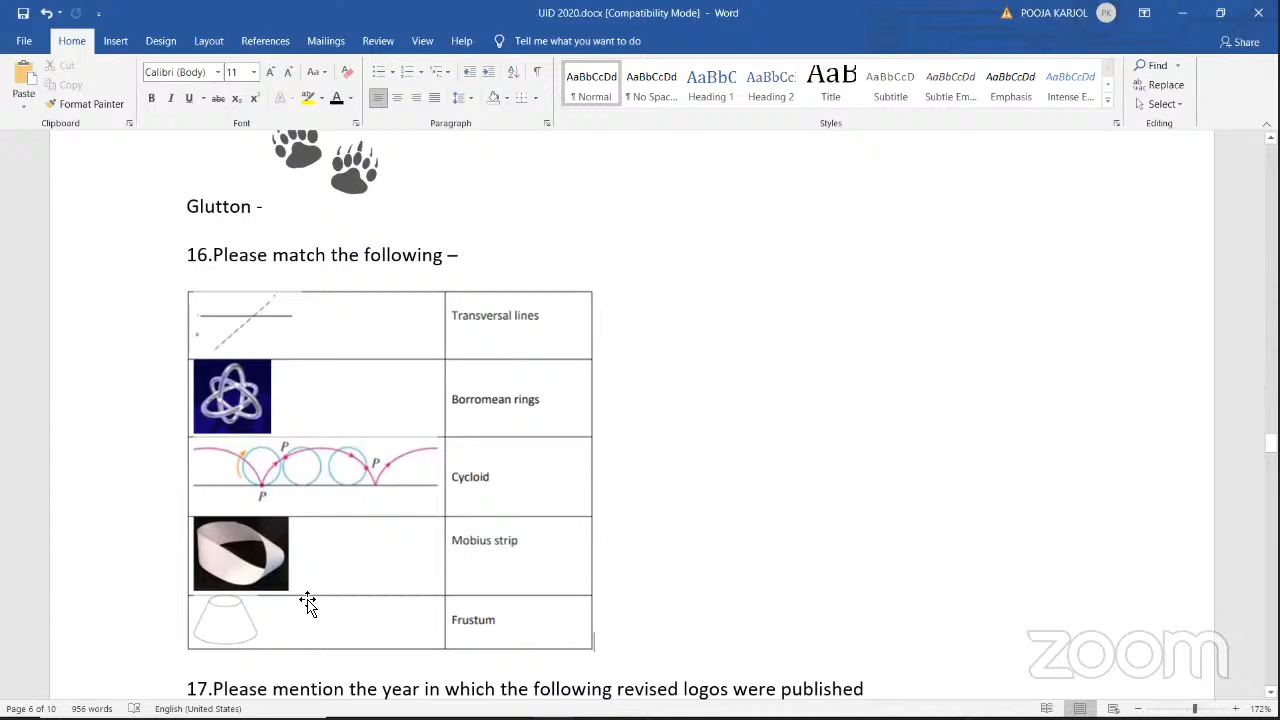 UID 2020.docx [Compatibility Mode] - Word
POOJA KARJOL PK
File Home Insert Design Layout References Mailings Review View Help Tell me what you want to do Share
Cut
Copy
Paste
Format Painter
Clipboard
Calibri (Body) 11
Font
Paragraph
AaBbCcDd AaBbCcDd AaBbC AaBbCc AaB AaBbCcD AaBbCcDd AaBbCcDd AaBbCcDd
¶ Normal ¶ No Spac... Heading 1 Heading 2 Title Subtitle Subtle Em... Emphasis Intense E...
Styles
Find
Replace
Select
Editing
Glutton -
16.Please match the following –
Transversal lines
Borromean rings
P
P
P
Cycloid
Mobius strip
Frustum
17.Please mention the year in which the following revised logos were published
zoom
Page 6 of 10 956 words English (United States) 172%